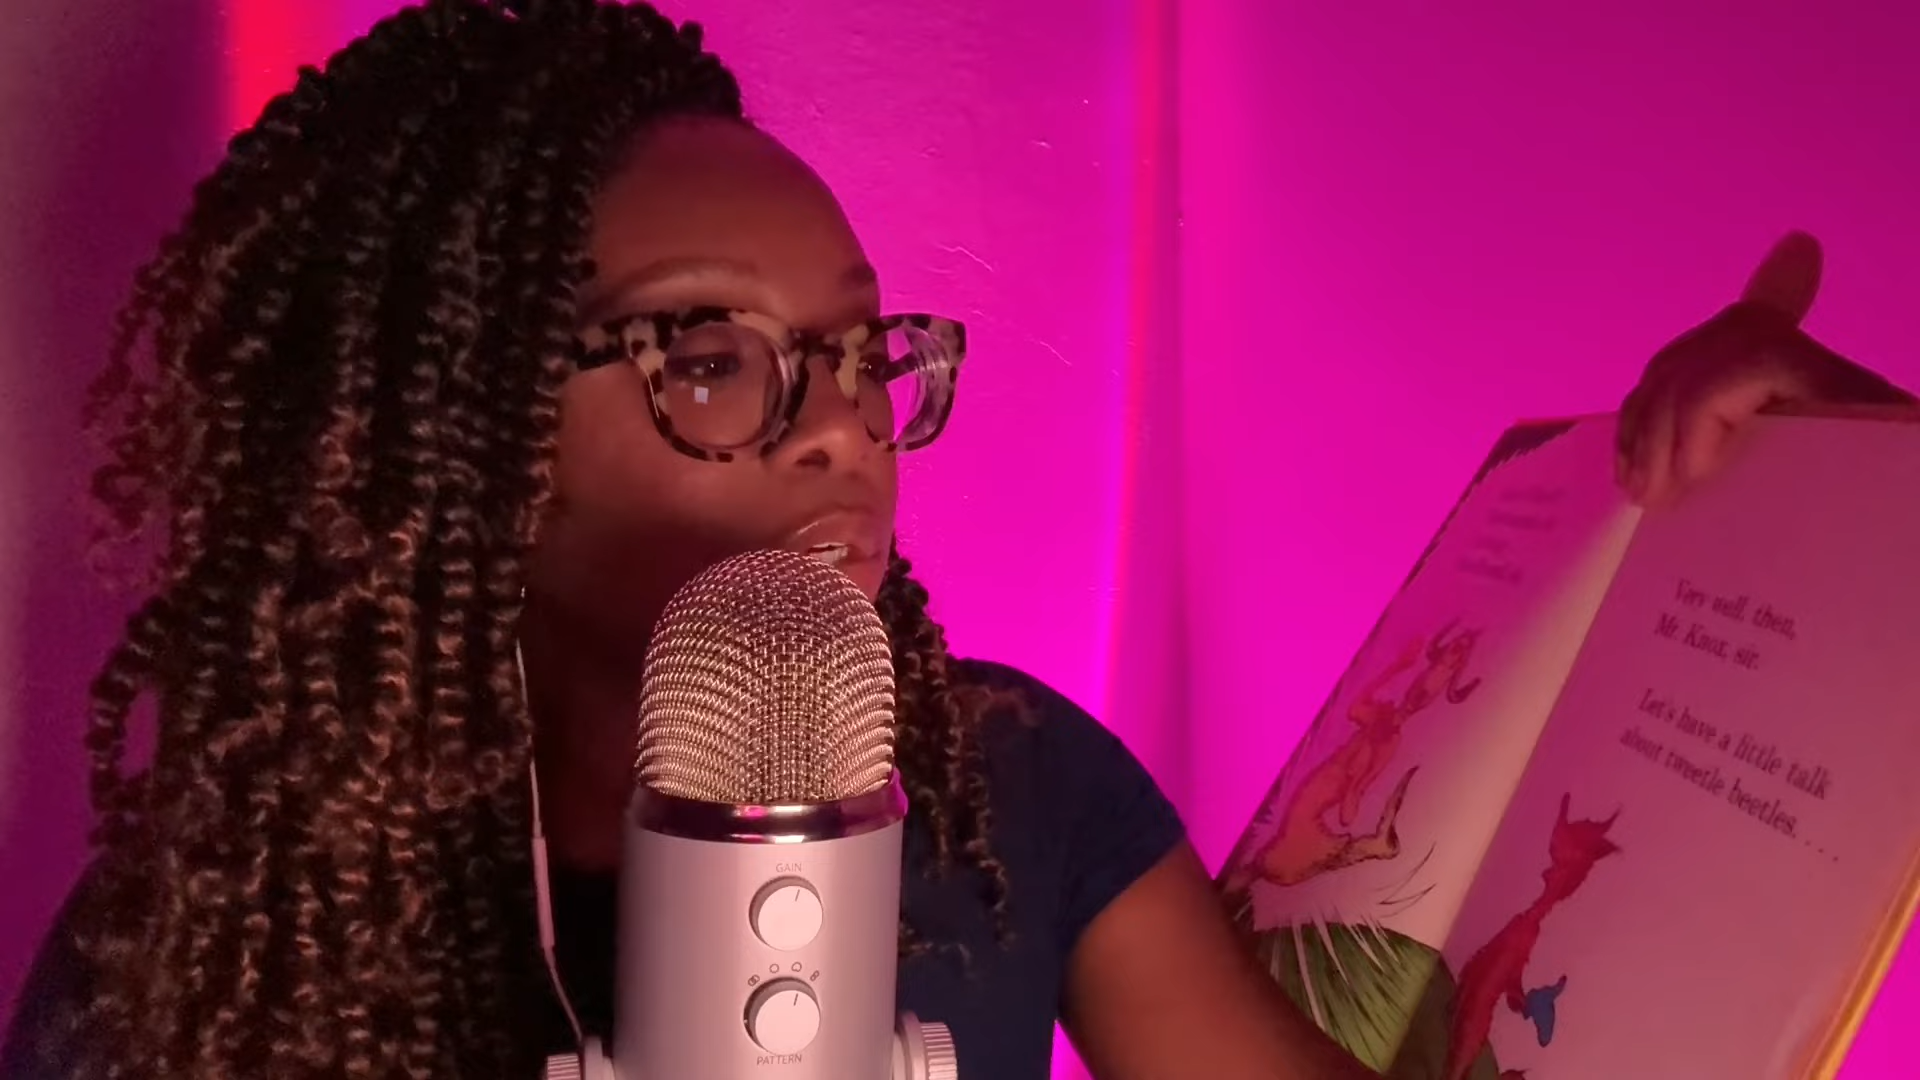 Very well, then,
Mr. Knox, sir.
Let's have a little talk
about tweetle beetles. . . .
GAIN
PATTERN